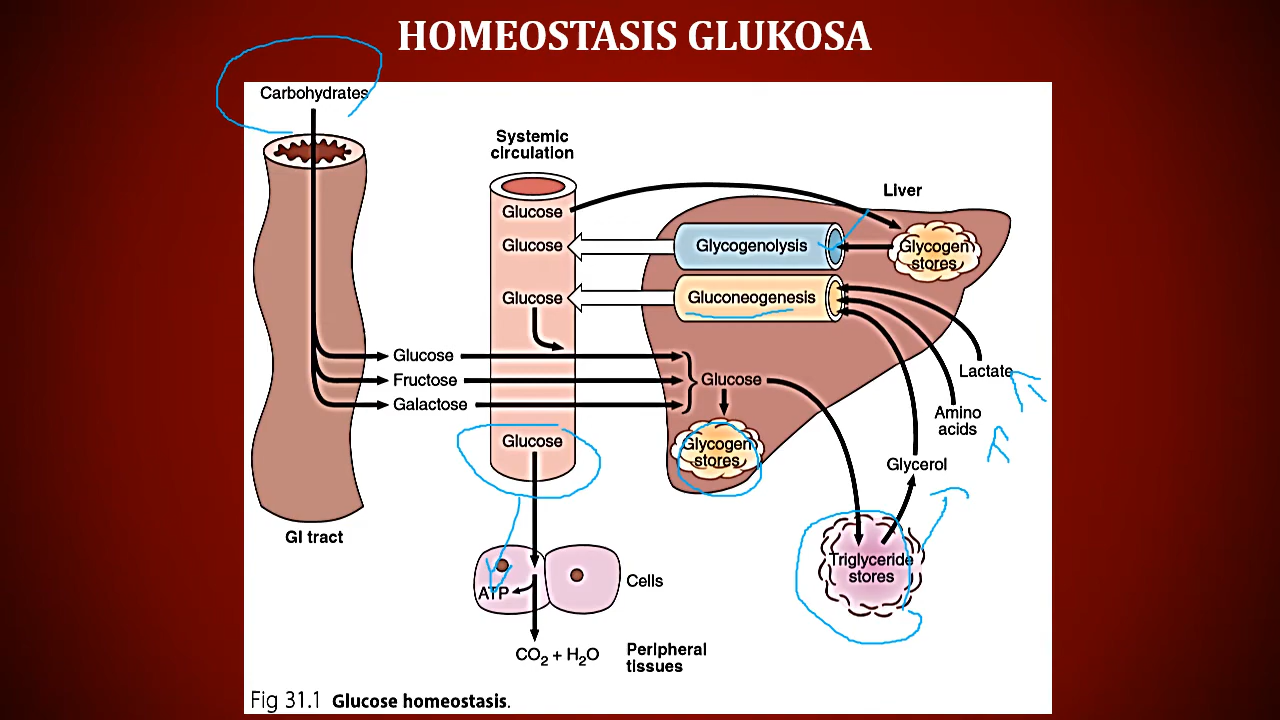 HOMEOSTASIS GLUKOSA
Carbohydrates
Systemic
circulation
Liver
Glucose
Glucose
Glycogenolysis
Glycogen
stores
Glucose
Gluconeogenesis
Glucose
Fructose
Galactose
Glucose
Lactate
Amino
acids
Glucose
Glycogen
stores
Glycerol
GI tract
Triglyceride
stores
ATP
Cells
CO₂ + H₂O
Peripheral
tissues
Fig 31.1 Glucose homeostasis.